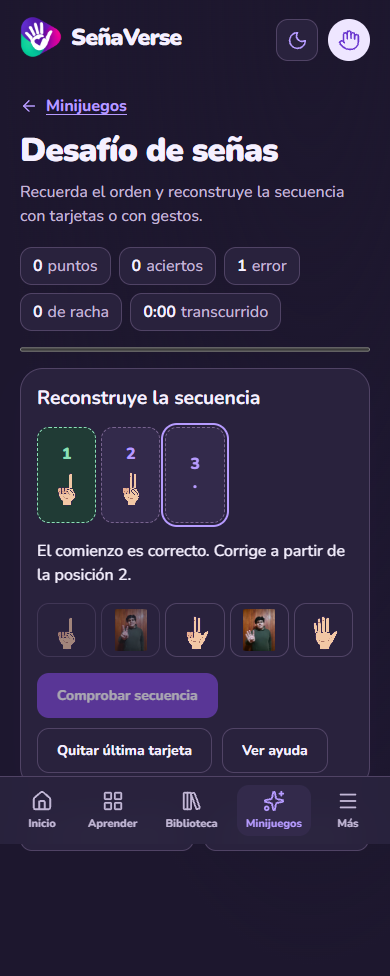 SeñaVerse
Minijuegos
Desafío de señas
Recuerda el orden y reconstruye la secuencia
con tarjetas o con gestos.
0 puntos
0 aciertos
1 error
0 de racha
0:00 transcurrido
Reconstruye la secuencia
1
2
3
.
El comienzo es correcto. Corrige a partir de
la posición 2.
Comprobar secuencia
Quitar última tarjeta
Ver ayuda
Inicio
Aprender
Biblioteca
Minijuegos
Más